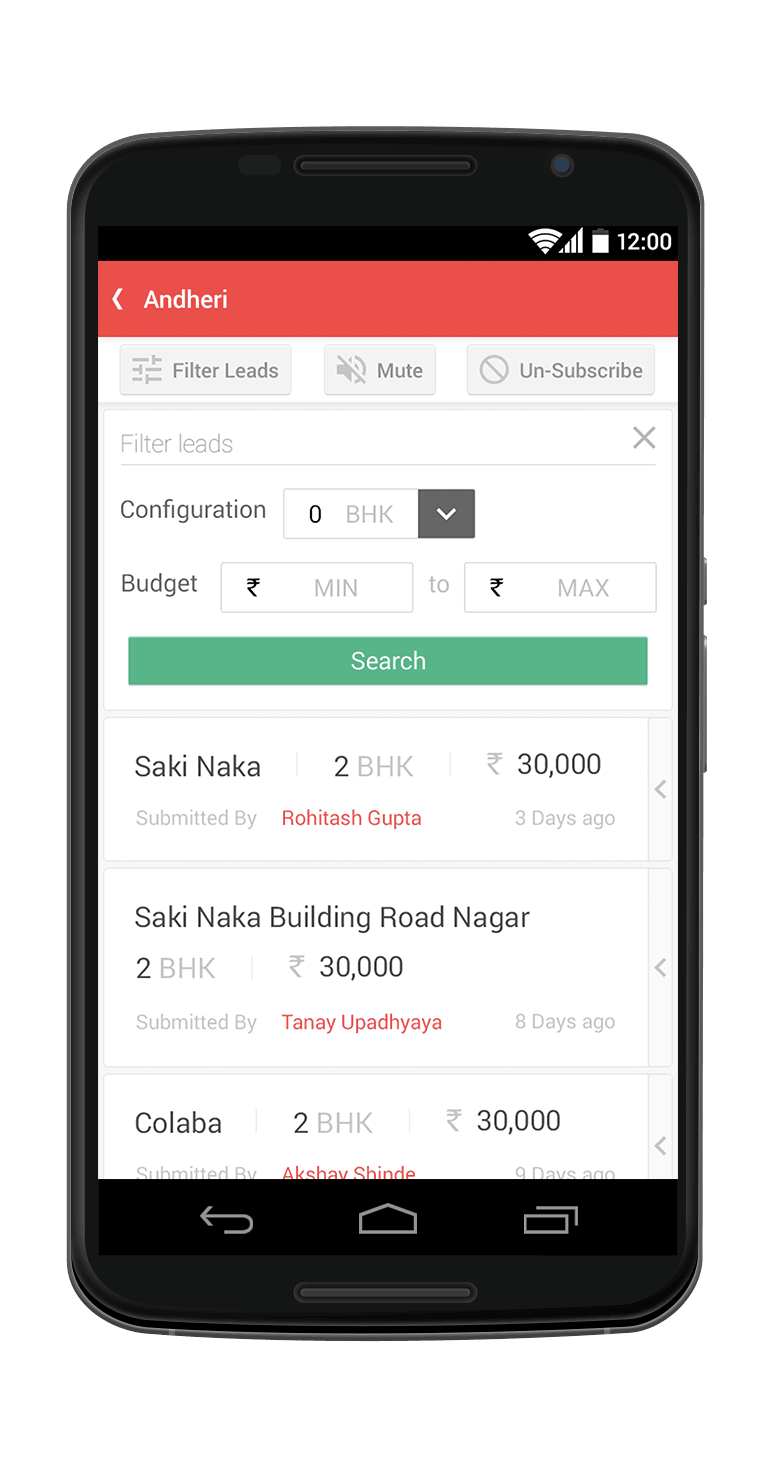 12:00
Andheri
Filter Leads Mute Un-Subscribe
Filter leads
Configuration 0 BHK
Budget ₹ MIN to ₹ MAX
Search
Saki Naka 2 BHK ₹ 30,000
Submitted By Rohitash Gupta 3 Days ago
Saki Naka Building Road Nagar
2 BHK ₹ 30,000
Submitted By Tanay Upadhyaya 8 Days ago
Colaba 2 BHK ₹ 30,000
Submitted By Akshay Shinde 9 Days ago